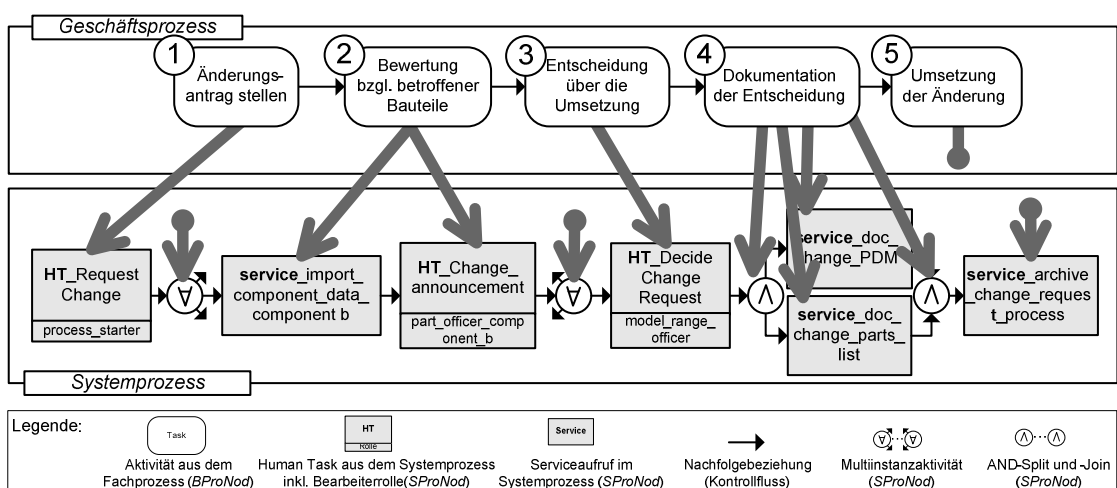 Geschäftsprozess
1
Änderungs-
antrag stellen
2
Bewertung
bzgl. betroffener
Bauteile
3
Entscheidung
über die
Umsetzung
4
Dokumentation
der Entscheidung
5
Umsetzung
der Änderung
HT_Request
Change
process_starter
∀
service_import_
component_data_
component b
HT_Change_
announcement
part_officer_comp
onent_b
∀
HT_Decide
Change
Request
model_range_
officer
Λ
service_doc_
change_PDM
service_doc_
change_parts_
list
Λ
service_archive
_change_reques
t_process
Systemprozess
Legende:
Task
Aktivität aus dem
Fachprozess (BProNod)
HT
Rolle
Human Task aus dem Systemprozess
inkl. Bearbeiterrolle(SProNod)
Service
Serviceaufruf im
Systemprozess (SProNod)
Nachfolgebeziehung
(Kontrollfluss)
∀···∀
Multiinstanzaktivität
(SProNod)
Λ···Λ
AND-Split und -Join
(SProNod)